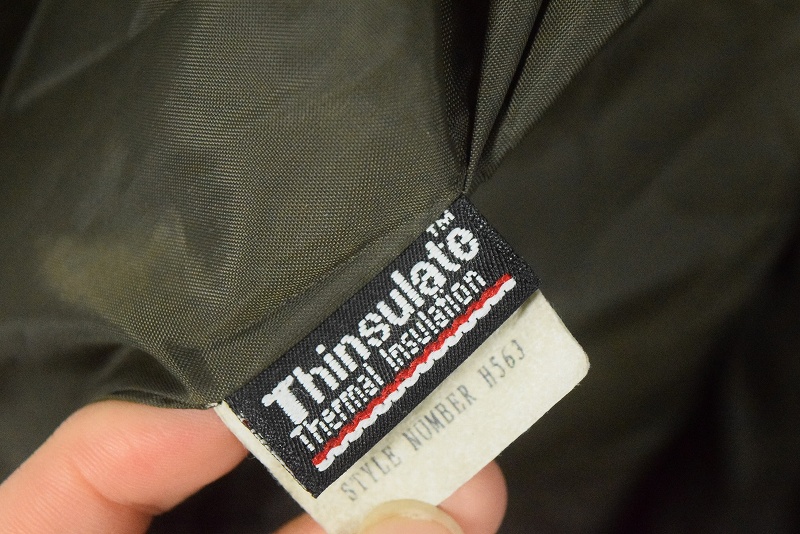 Thinsulate™
Thermal Insulation
STYLE NUMBER H563